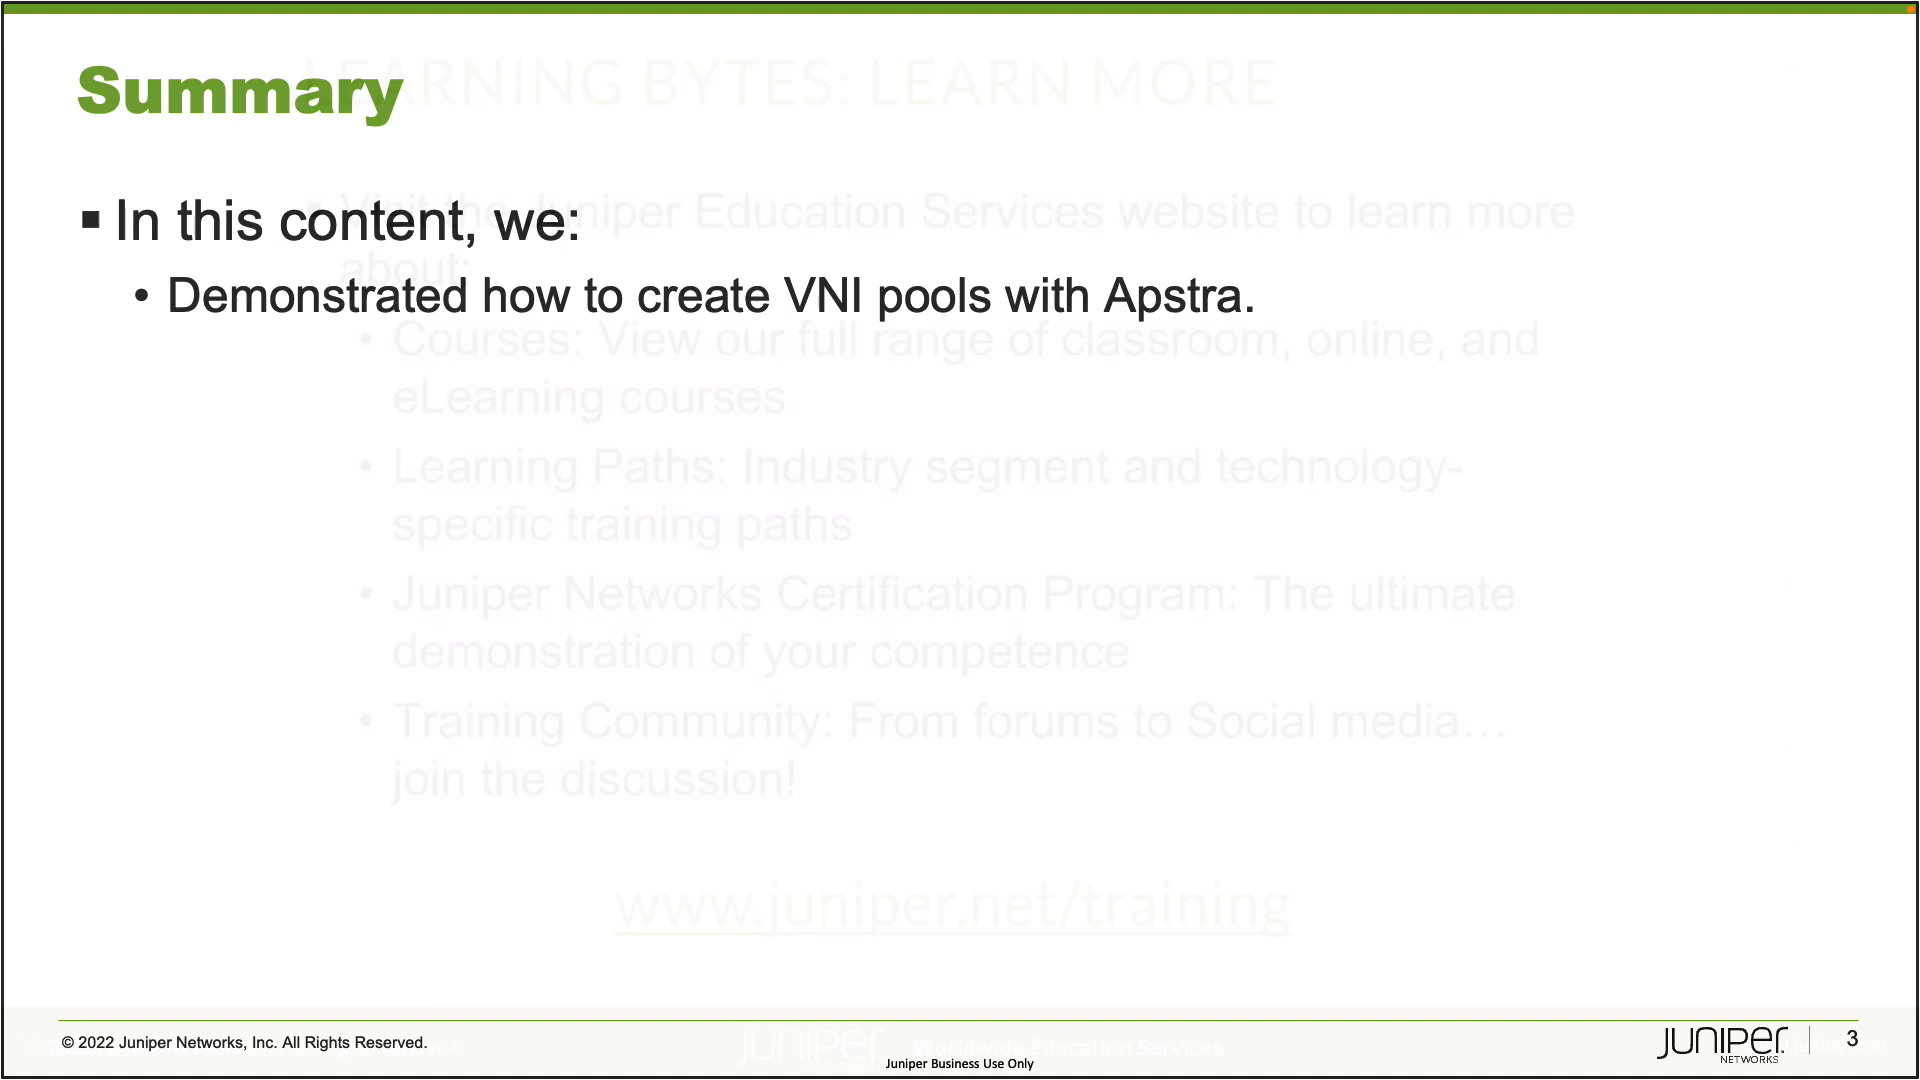 Summary
LEARNING BYTES: LEARN MORE
▪ In this content, we:
• Demonstrated how to create VNI pools with Apstra.
▪ Visit the Juniper Education Services website to learn more
about:
• Courses: View our full range of classroom, online, and
eLearning courses
• Learning Paths: Industry segment and technology-
specific training paths
• Juniper Networks Certification Program: The ultimate
demonstration of your competence
• Training Community: From forums to Social media…
join the discussion!
www.juniper.net/training
© 2022 Juniper Networks, Inc. All Rights Reserved.
JUNIPEr
Worldwide Education Services
Juniper Business Use Only
JUNIPEr
NETWORKS
3